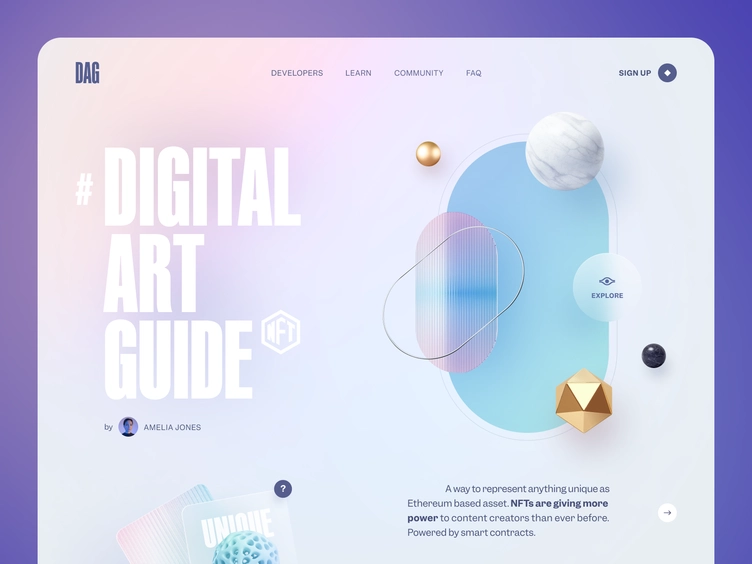 DAG
DEVELOPERS LEARN COMMUNITY FAQ
SIGN UP
# DIGITAL
ART
GUIDE
NFT
by AMELIA JONES
EXPLORE
?
UNIQUE
A way to represent anything unique as
Ethereum based asset. NFTs are giving more
power to content creators than ever before.
Powered by smart contracts.